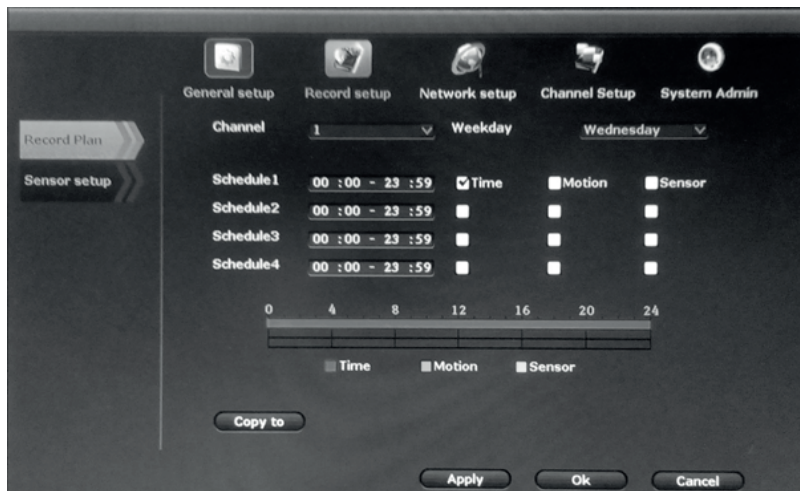 General setup Record setup Network setup Channel Setup System Admin
Record Plan
Sensor setup
Channel 1 Weekday Wednesday
Schedule1 00 :00 - 23 :59 Time Motion Sensor
Schedule2 00 :00 - 23 :59
Schedule3 00 :00 - 23 :59
Schedule4 00 :00 - 23 :59
0 4 8 12 16 20 24
Time Motion Sensor
Copy to
Apply Ok Cancel